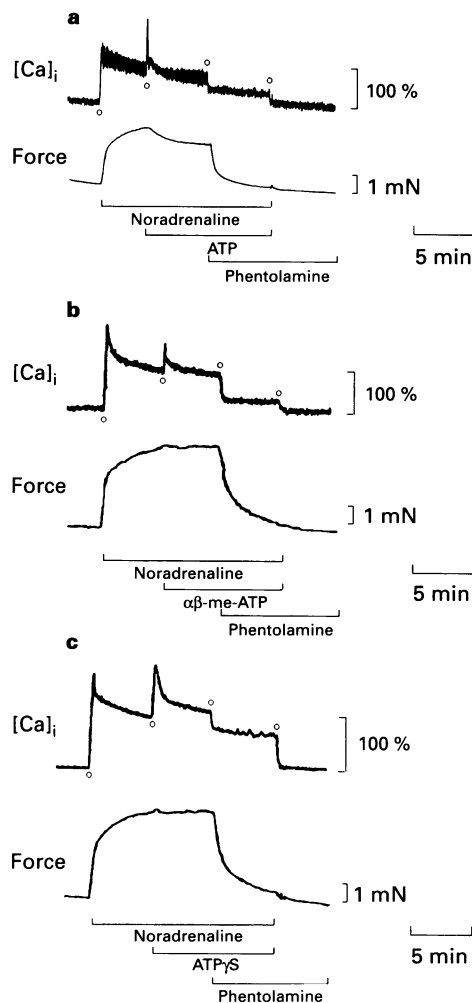 a
[Ca]i
100 %
Force
1 mN
Noradrenaline
ATP
5 min
Phentolamine
b
[Ca]i
100 %
Force
1 mN
Noradrenaline
5 min
αβ-me-ATP
Phentolamine
c
[Ca]i
100 %
Force
1 mN
Noradrenaline
ATPγS
5 min
Phentolamine